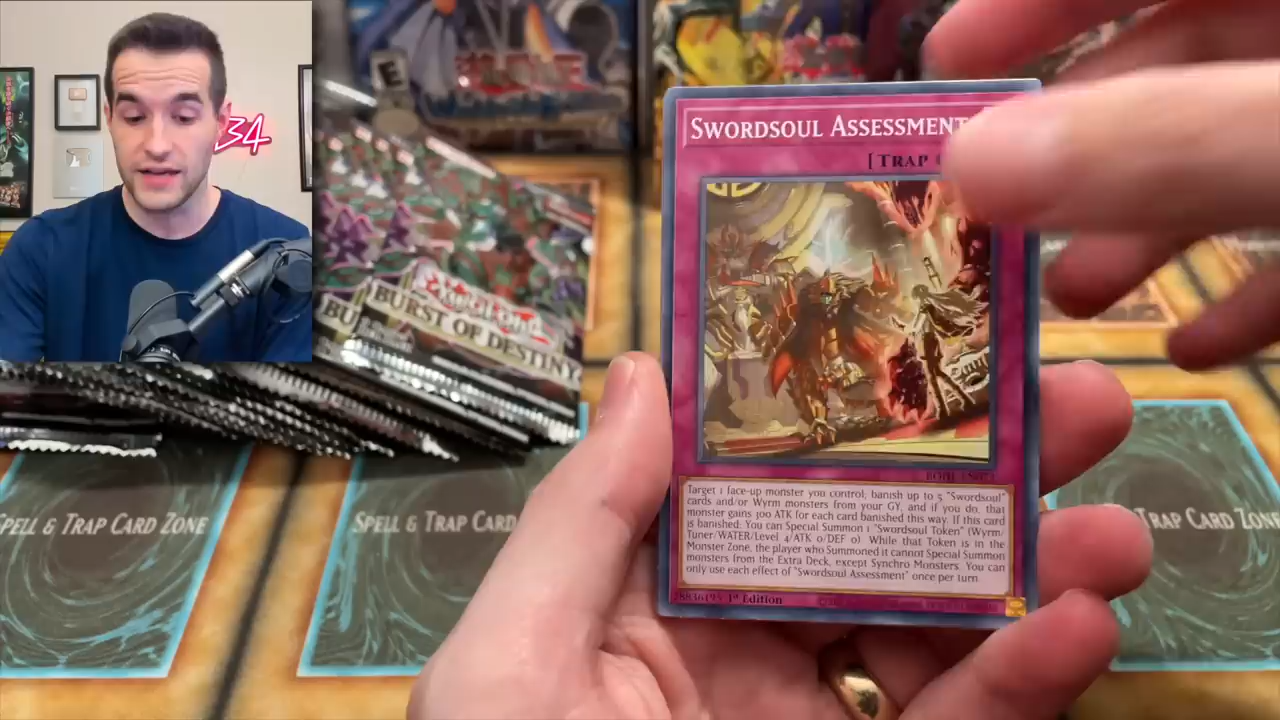 34
E
BURST OF DESTINY
BU
SWORDSOUL ASSESSMENT
[TRAP
Target 1 face-up monster you control; banish up to 5 "Swordsoul"
cards and/or Wyrm monsters from your GY, and if you do, that
monster gains 100 ATK for each card banished this way. If this card
is banished: You can Special Summon 1 "Swordsoul Token" (Wyrm/
Tuner/WATER/Level 4/ATK 0/DEF 0). While that Token is in the
Monster Zone, the player who Summoned it cannot Special Summon
monsters from the Extra Deck, except Synchro Monsters. You can
only use each effect of "Swordsoul Assessment" once per turn.
1st Edition
SPELL & TRAP CARD ZONE
SPELL & TRAP CARD
TRAP CARD ZONE